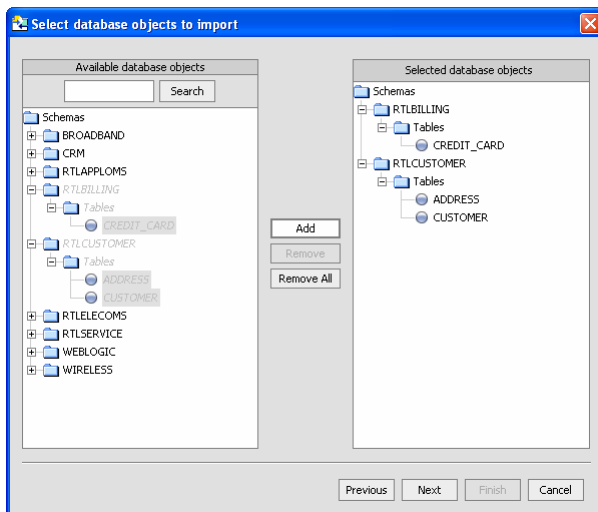 Select database objects to import
Available database objects
Search
Schemas
BROADBAND
CRM
RTLAPPLOMS
RTLBILLING
Tables
CREDIT_CARD
RTLCUSTOMER
Tables
ADDRESS
CUSTOMER
RTLELECOMS
RTLSERVICE
WEBLOGIC
WIRELESS
Add
Remove
Remove All
Selected database objects
Schemas
RTLBILLING
Tables
CREDIT_CARD
RTLCUSTOMER
Tables
ADDRESS
CUSTOMER
Previous
Next
Finish
Cancel